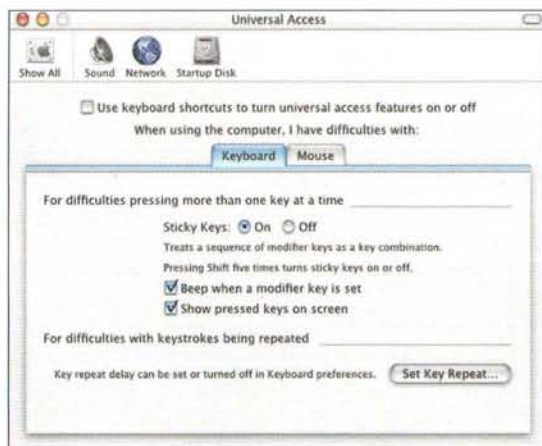 Universal Access
Show All Sound Network Startup Disk
Use keyboard shortcuts to turn universal access features on or off
When using the computer, I have difficulties with:
Keyboard Mouse
For difficulties pressing more than one key at a time
Sticky Keys: On Off
Treats a sequence of modifier keys as a key combination.
Pressing Shift five times turns sticky keys on or off.
Beep when a modifier key is set
Show pressed keys on screen
For difficulties with keystrokes being repeated
Key repeat delay can be set or turned off in Keyboard preferences. Set Key Repeat...